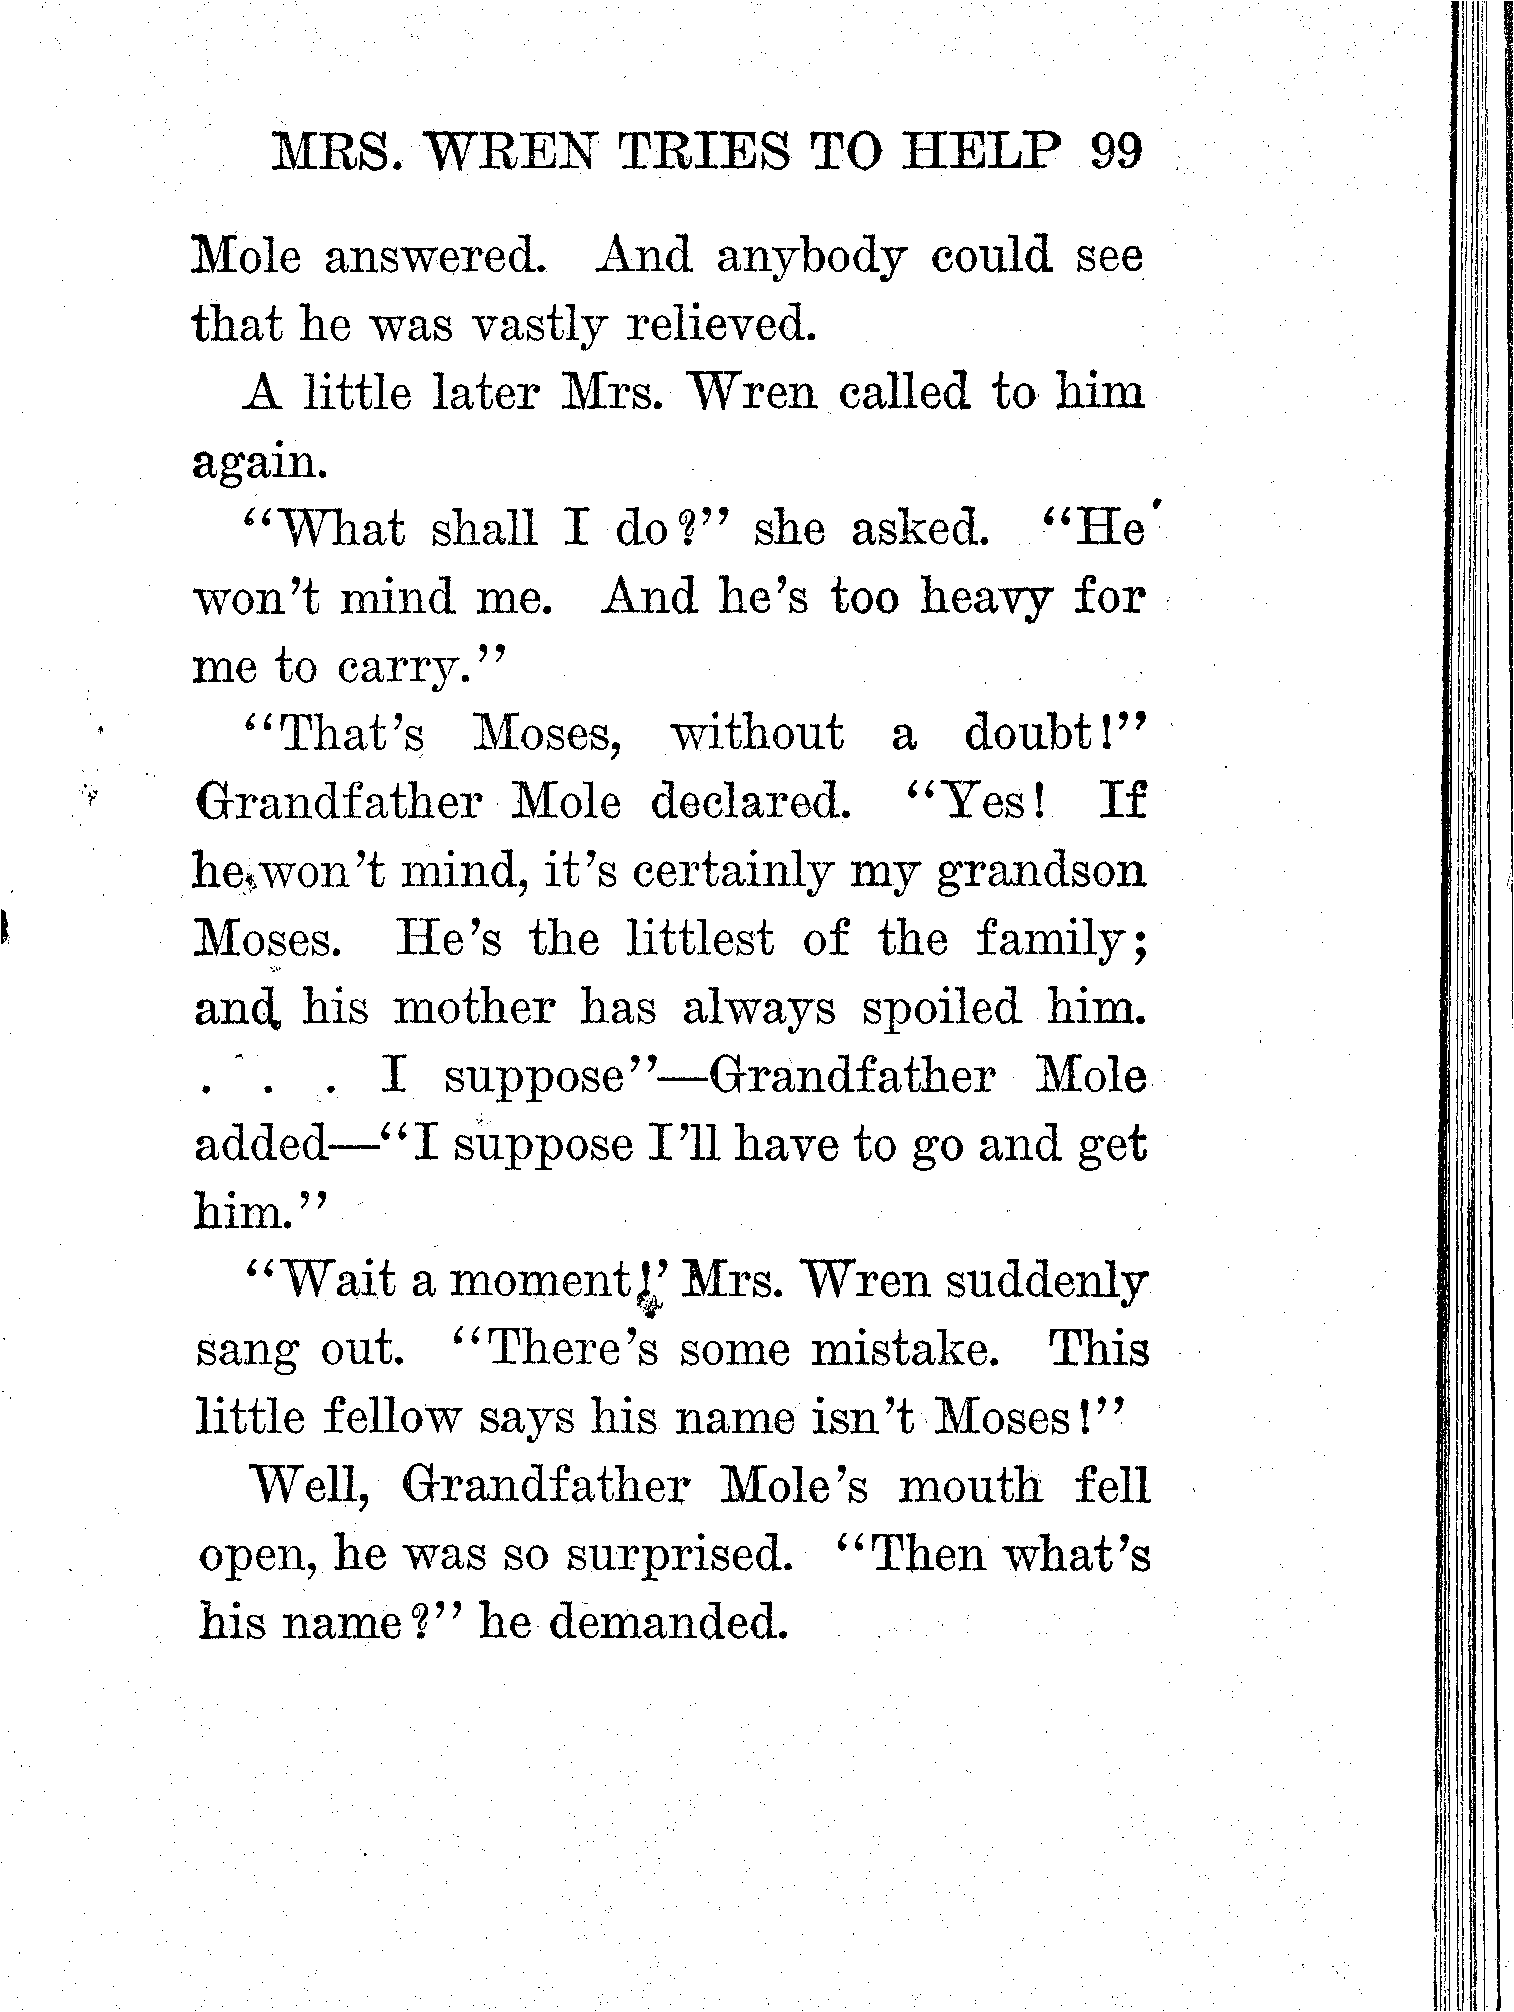 MRS. WREN TRIES TO HELP 99
Mole answered. And anybody could see
that he was vastly relieved.
A little later Mrs. Wren called to him
again.
“What shall I do?” she asked. “He
won’t mind me. And he’s too heavy for
me to carry.”
“That’s Moses, without a doubt!”
Grandfather Mole declared. “Yes! If
he won’t mind, it’s certainly my grandson
Moses. He’s the littlest of the family;
and his mother has always spoiled him.
. . . I suppose”—Grandfather Mole
added—“I suppose I’ll have to go and get
him.”
“Wait a moment!’ Mrs. Wren suddenly
sang out. “There’s some mistake. This
little fellow says his name isn’t Moses!”
Well, Grandfather Mole’s mouth fell
open, he was so surprised. “Then what’s
his name?” he demanded.